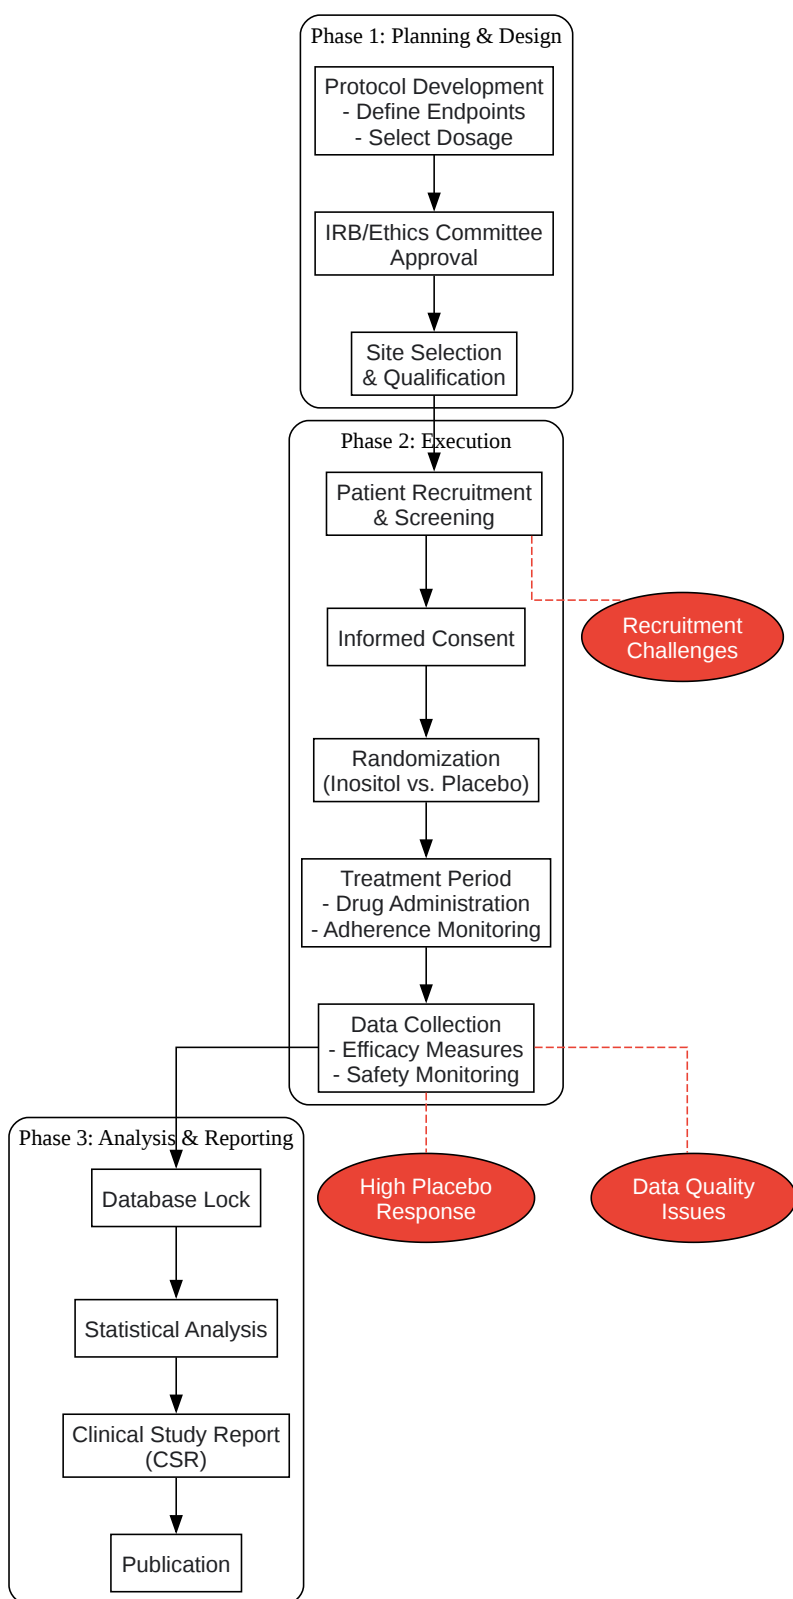 Phase 1: Planning & Design
Protocol Development
- Define Endpoints
- Select Dosage
IRB/Ethics Committee
Approval
Site Selection
& Qualification
Phase 2: Execution
Patient Recruitment
& Screening
Recruitment
Challenges
Informed Consent
Randomization
(Inositol vs. Placebo)
Treatment Period
- Drug Administration
- Adherence Monitoring
Data Collection
- Efficacy Measures
- Safety Monitoring
High Placebo
Response
Data Quality
Issues
Phase 3: Analysis & Reporting
Database Lock
Statistical Analysis
Clinical Study Report
(CSR)
Publication